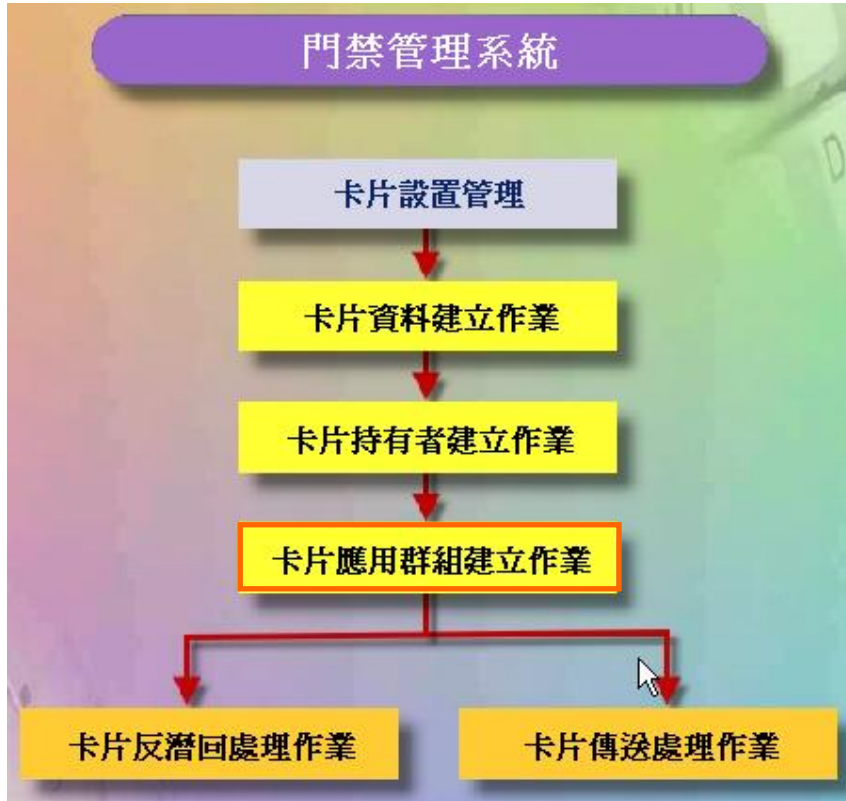 門禁管理系統
卡片設置管理
卡片資料建立作業
卡片持有者建立作業
卡片應用群組建立作業
卡片反潛回處理作業
卡片傳送處理作業